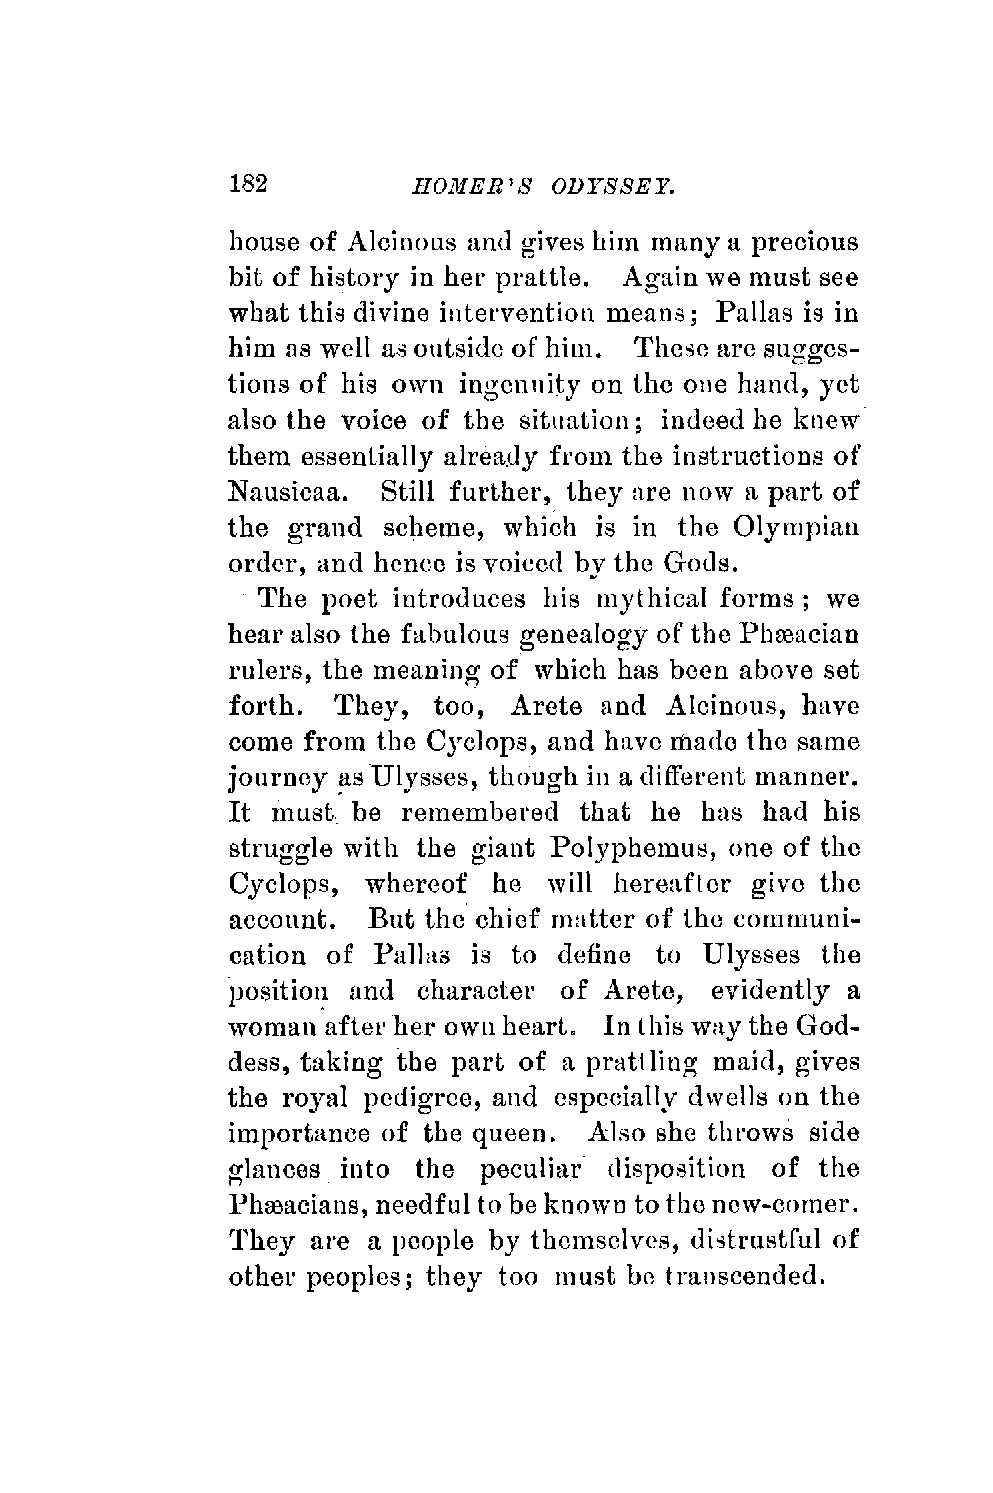 182 HOMER'S ODYSSEY.
house of Alcinous and gives him many a precious
bit of history in her prattle. Again we must see
what this divine intervention means; Pallas is in
him as well as outside of him. These are sugges-
tions of his own ingenuity on the one hand, yet
also the voice of the situation; indeed he knew
them essentially already from the instructions of
Nausicaa. Still further, they are now a part of
the grand scheme, which is in the Olympian
order, and hence is voiced by the Gods.
The poet introduces his mythical forms; we
hear also the fabulous genealogy of the Phæacian
rulers, the meaning of which has been above set
forth. They, too, Arete and Alcinous, have
come from the Cyclops, and have made the same
journey as Ulysses, though in a different manner.
It must be remembered that he has had his
struggle with the giant Polyphemus, one of the
Cyclops, whereof he will hereafter give the
account. But the chief matter of the communi-
cation of Pallas is to define to Ulysses the
position and character of Arete, evidently a
woman after her own heart. In this way the God-
dess, taking the part of a prattling maid, gives
the royal pedigree, and especially dwells on the
importance of the queen. Also she throws side
glances into the peculiar disposition of the
Phæacians, needful to be known to the new-comer.
They are a people by themselves, distrustful of
other peoples; they too must be transcended.